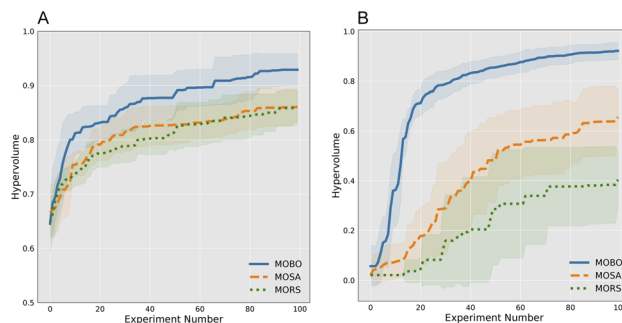 A
1.0
0.9
0.8
0.7
0.6
0.5
Hypervolume
0 20 40 60 80 100
Experiment Number
MOBO
MOSA
MORS
B
1.0
0.8
0.6
0.4
0.2
0.0
Hypervolume
0 20 40 60 80 10
Experiment Number
MOBO
MOSA
MORS